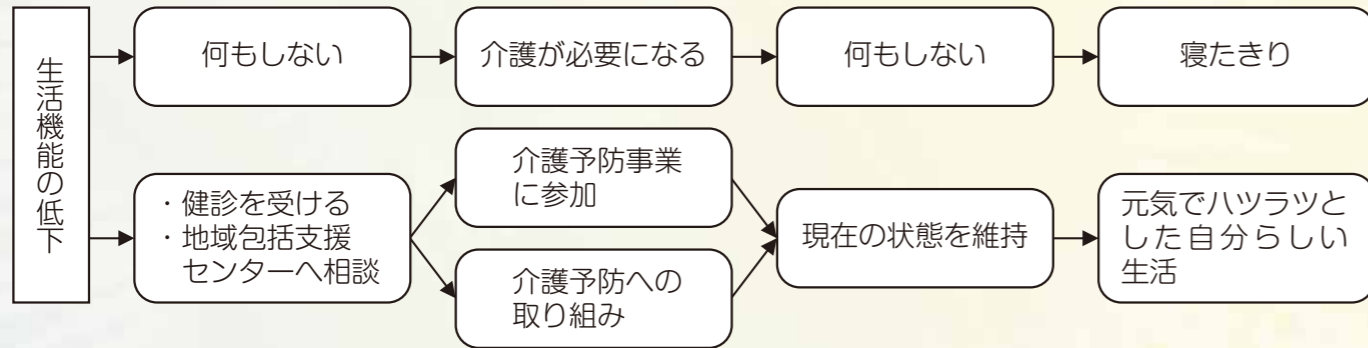 生活機能の低下
何もしない
介護が必要になる
何もしない
寝たきり
・健診を受ける
・地域包括支援
センターへ相談
介護予防事業
に参加
介護予防への
取り組み
現在の状態を維持
元気でハツラツと
した自分らしい
生活